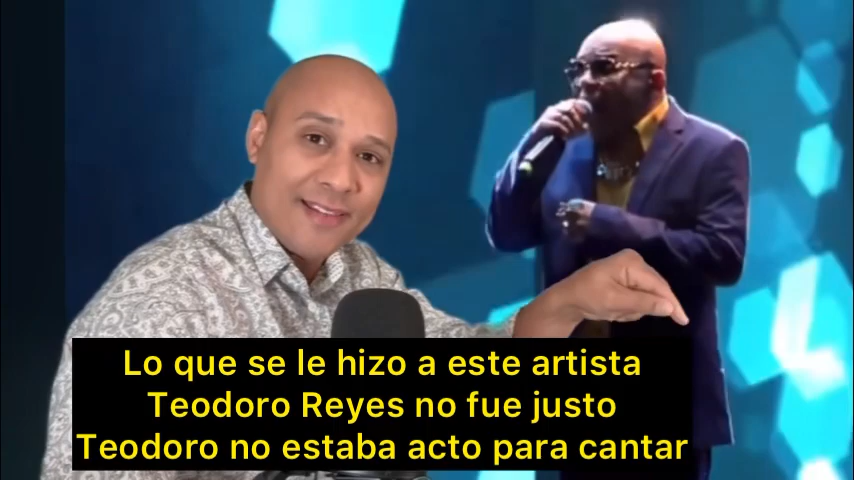 Lo que se le hizo a este artista
Teodoro Reyes no fue justo
Teodoro no estaba acto para cantar